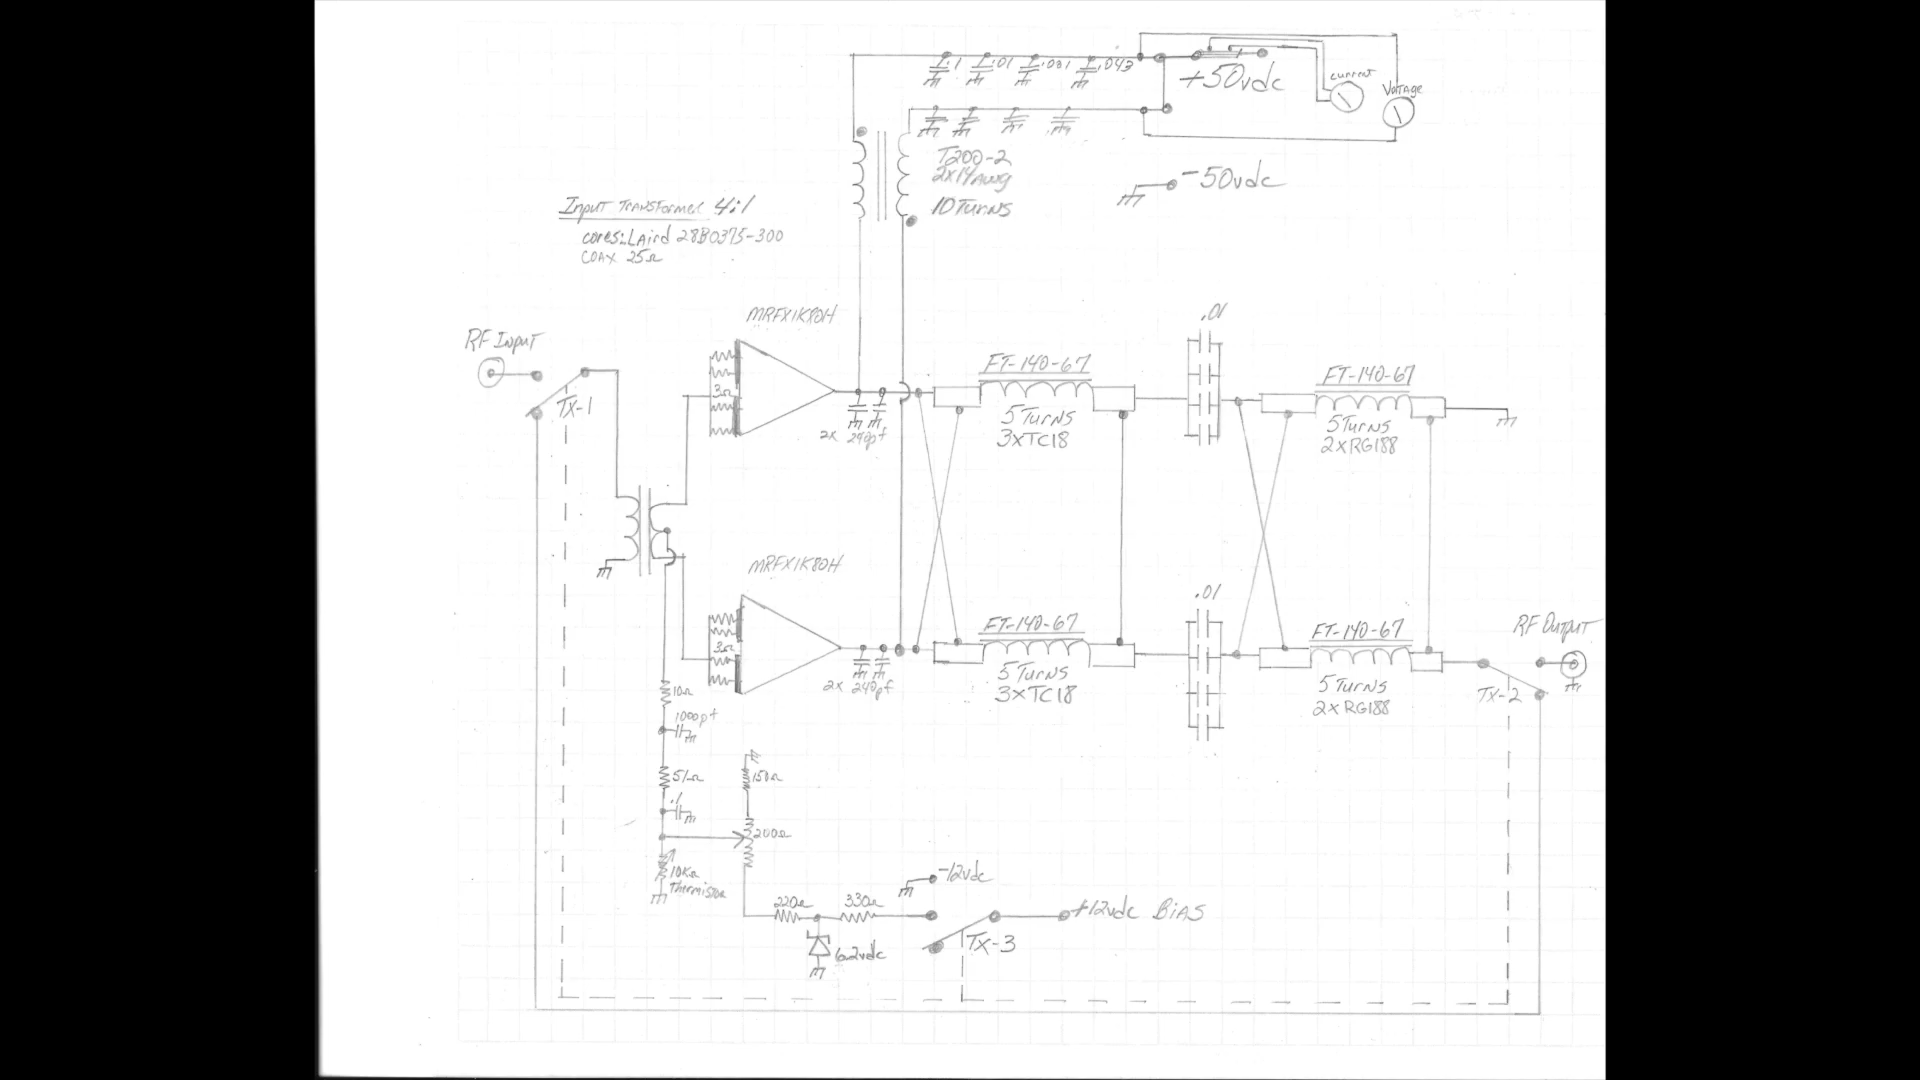 .1 .01 .001 .043
+50vdc
current
Voltage
T200-2
2x14AWG
10 Turns
-50vdc
Input Transformer 4:1
cores: Laird 28B0375-300
COAX 25Ω
MRFX1K80H
.01
RF Input
FT-140-67
FT-140-67
Tx-1
3Ω
5 Turns
3xTC18
5 Turns
2xRG188
2x 240pf
MRFX1K80H
.01
FT-140-67
FT-140-67
RF Output
3Ω
5 Turns
3xTC18
5 Turns
2xRG188
2x 240pf
Tx-2
10Ω
1000pf
51Ω
150Ω
.1
200Ω
10KΩ
Thermistor
-12vdc
220Ω
330Ω
+12vdc BIAS
Tx-3
6.2vdc